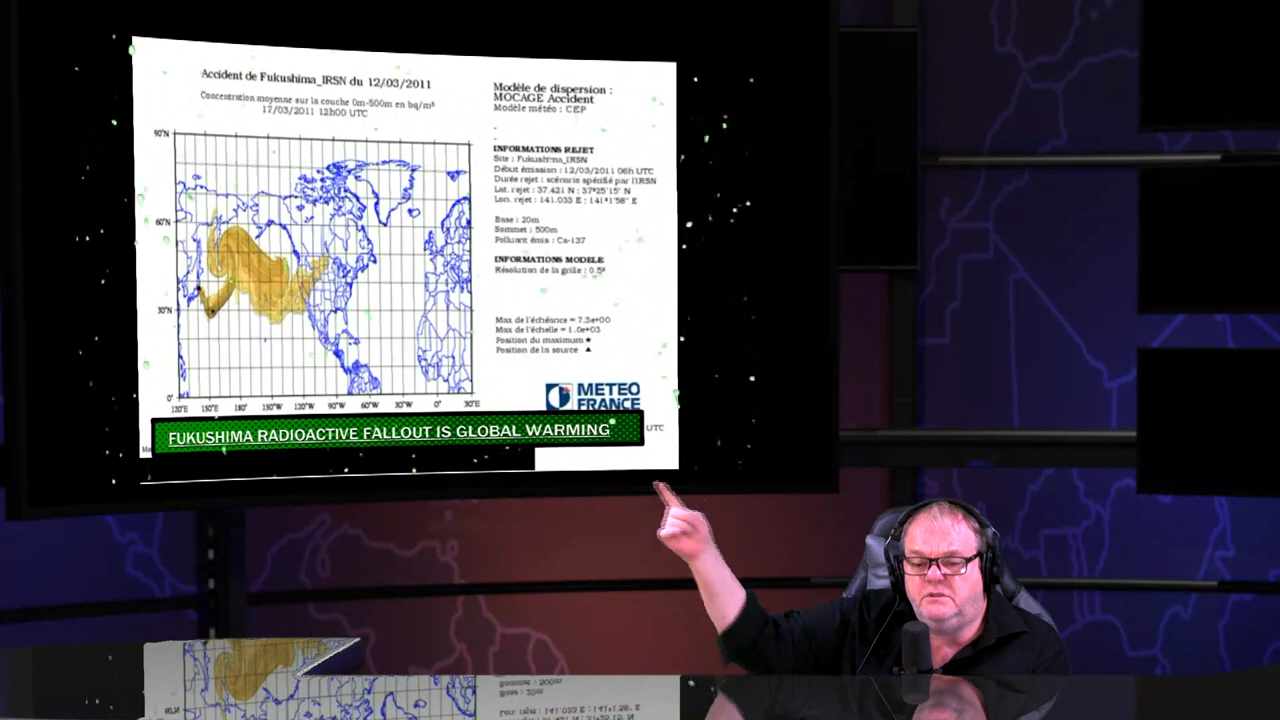 Accident de Fukushima_IRSN du 12/03/2011
Concentration moyenne sur la couche 0m-500m en bq/m³
17/03/2011 12h00 UTC
Modèle de dispersion :
MOCAGE Accident
Modèle météo : CEP
-
-
INFORMATIONS REJET
Site : Fukushima_IRSN
Début émission : 12/03/2011 06h UTC
Durée rejet : scénario spécifié par l'IRSN
Lat. rejet : 37.421 N ; 37°25'15" N
Lon. rejet : 141.033 E ; 141°1'58" E
Base : 20m
Sommet : 500m
Polluant émis : Cs-137
INFORMATIONS MODELE
Résolution de la grille : 0.5°
Max de l'échéance = 7.3e+00
Max de l'échelle = 1.0e+03
Position du maximum ★
Position de la source ▲
90°N
60°N
30°N
0°
120°E 150°E 180° 150°W 120°W 90°W 60°W 30°W 0° 30°E
METEO
FRANCE
FUKUSHIMA RADIOACTIVE FALLOUT IS GLOBAL WARMING
UTC